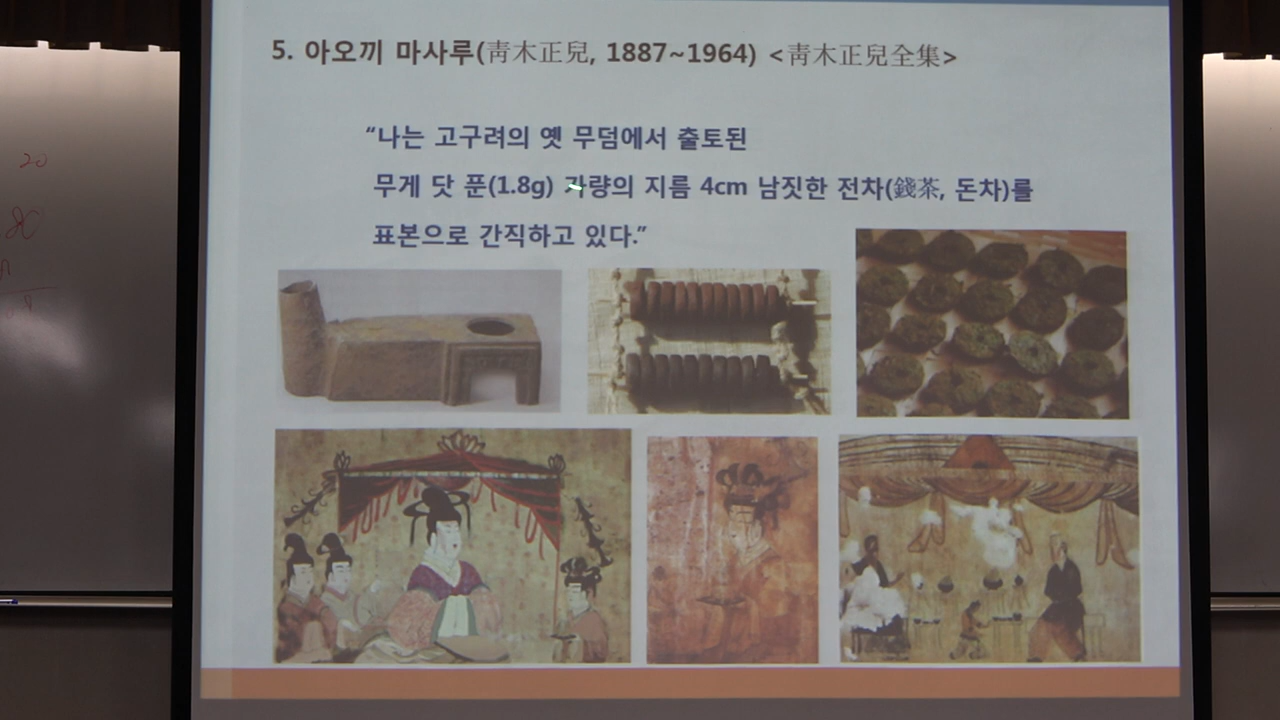 5. 아오끼 마사루(靑木正兒, 1887~1964) <靑木正兒全集>
“나는 고구려의 옛 무덤에서 출토된
무게 닷 푼(1.8g) 가량의 지름 4cm 남짓한 전차(錢茶, 돈차)를
표본으로 간직하고 있다.”
20